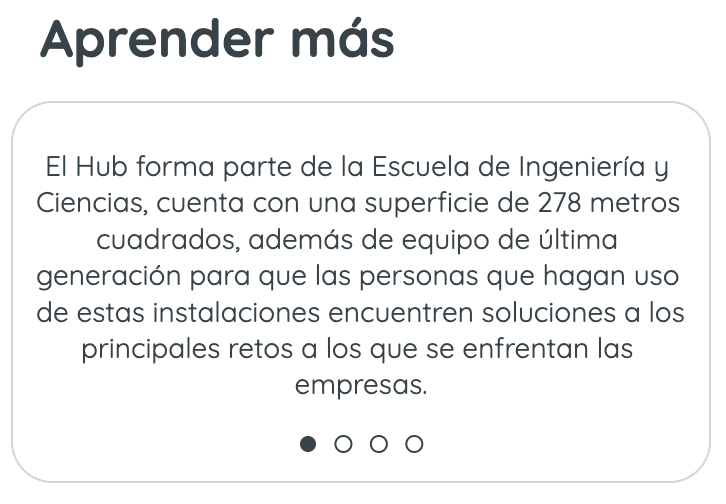 Aprender más
El Hub forma parte de la Escuela de Ingeniería y
Ciencias, cuenta con una superficie de 278 metros
cuadrados, además de equipo de última
generación para que las personas que hagan uso
de estas instalaciones encuentren soluciones a los
principales retos a los que se enfrentan las
empresas.